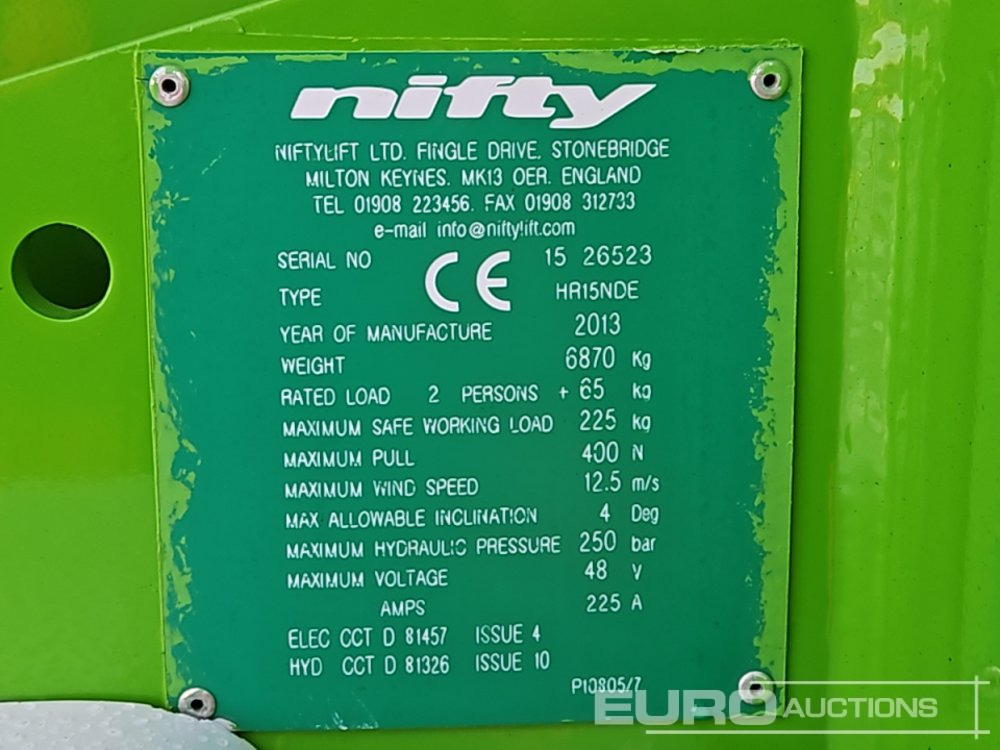 nifty
NIFTYLIFT LTD. FINGLE DRIVE. STONEBRIDGE
MILTON KEYNES. MK13 OER. ENGLAND
TEL 01908 223456. FAX 01908 312733
e-mail info@niftylift.com
SERIAL NO CE 15 26523
TYPE HR15NDE
YEAR OF MANUFACTURE 2013
WEIGHT 6870 Kg
RATED LOAD 2 PERSONS + 65 kg
MAXIMUM SAFE WORKING LOAD 225 kg
MAXIMUM PULL 400 N
MAXIMUM WIND SPEED 12.5 m/s
MAX ALLOWABLE INCLINATION 4 Deg
MAXIMUM HYDRAULIC PRESSURE 250 bar
MAXIMUM VOLTAGE 48 V
AMPS 225 A
ELEC CCT D 81457 ISSUE 4
HYD CCT D 81326 ISSUE 10
P10805/7
EURO AUCTIONS